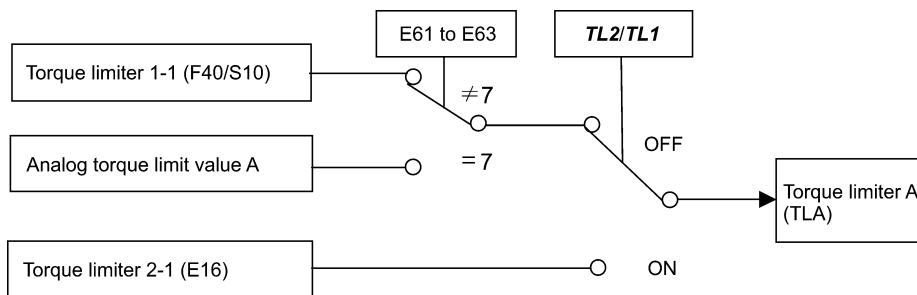 E61 to E63
TL2/TL1
Torque limiter 1-1 (F40/S10)
≠7
Analog torque limit value A
=7
OFF
Torque limiter A
(TLA)
Torque limiter 2-1 (E16)
ON